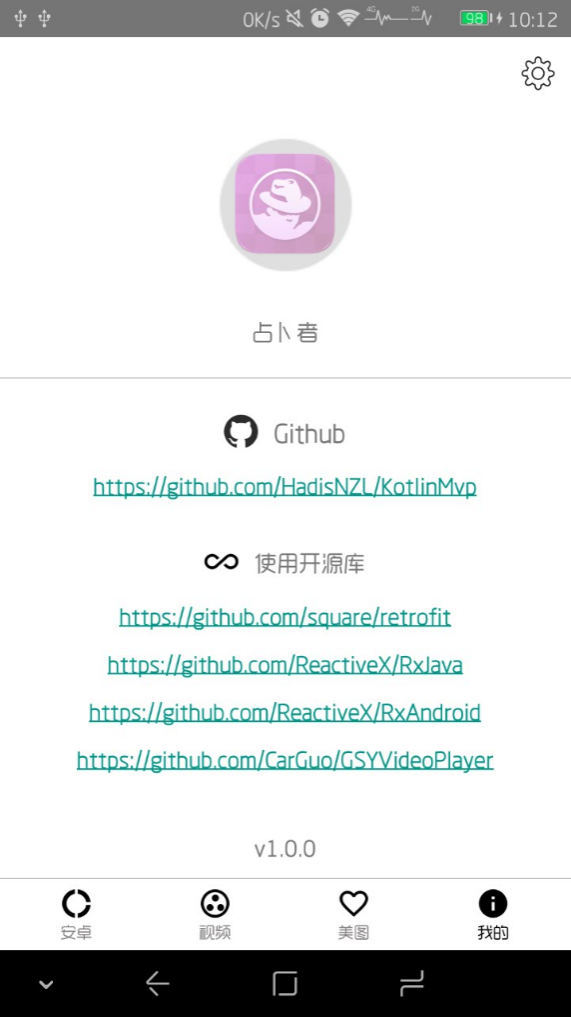 0K/s 4G 2G 98 10:12
占卜者
Github
https://github.com/HadisNZL/KotlinMvp
使用开源库
https://github.com/square/retrofit
https://github.com/ReactiveX/RxJava
https://github.com/ReactiveX/RxAndroid
https://github.com/CarGuo/GSYVideoPlayer
v1.0.0
安卓 视频 美图 我的